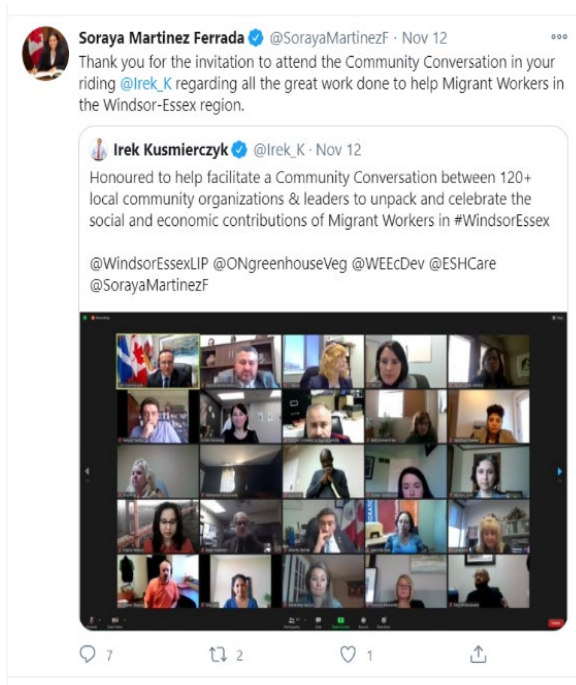 Soraya Martinez Ferrada @SorayaMartinezF · Nov 12
Thank you for the invitation to attend the Community Conversation in your
riding @Irek_K regarding all the great work done to help Migrant Workers in
the Windsor-Essex region.
Irek Kusmierczyk @Irek_K · Nov 12
Honoured to help facilitate a Community Conversation between 120+
local community organizations & leaders to unpack and celebrate the
social and economic contributions of Migrant Workers in #WindsorEssex
@WindsorEssexLIP @ONgreenhouseVeg @WEEcDev @ESHCare
@SorayaMartinezF
7 2 1